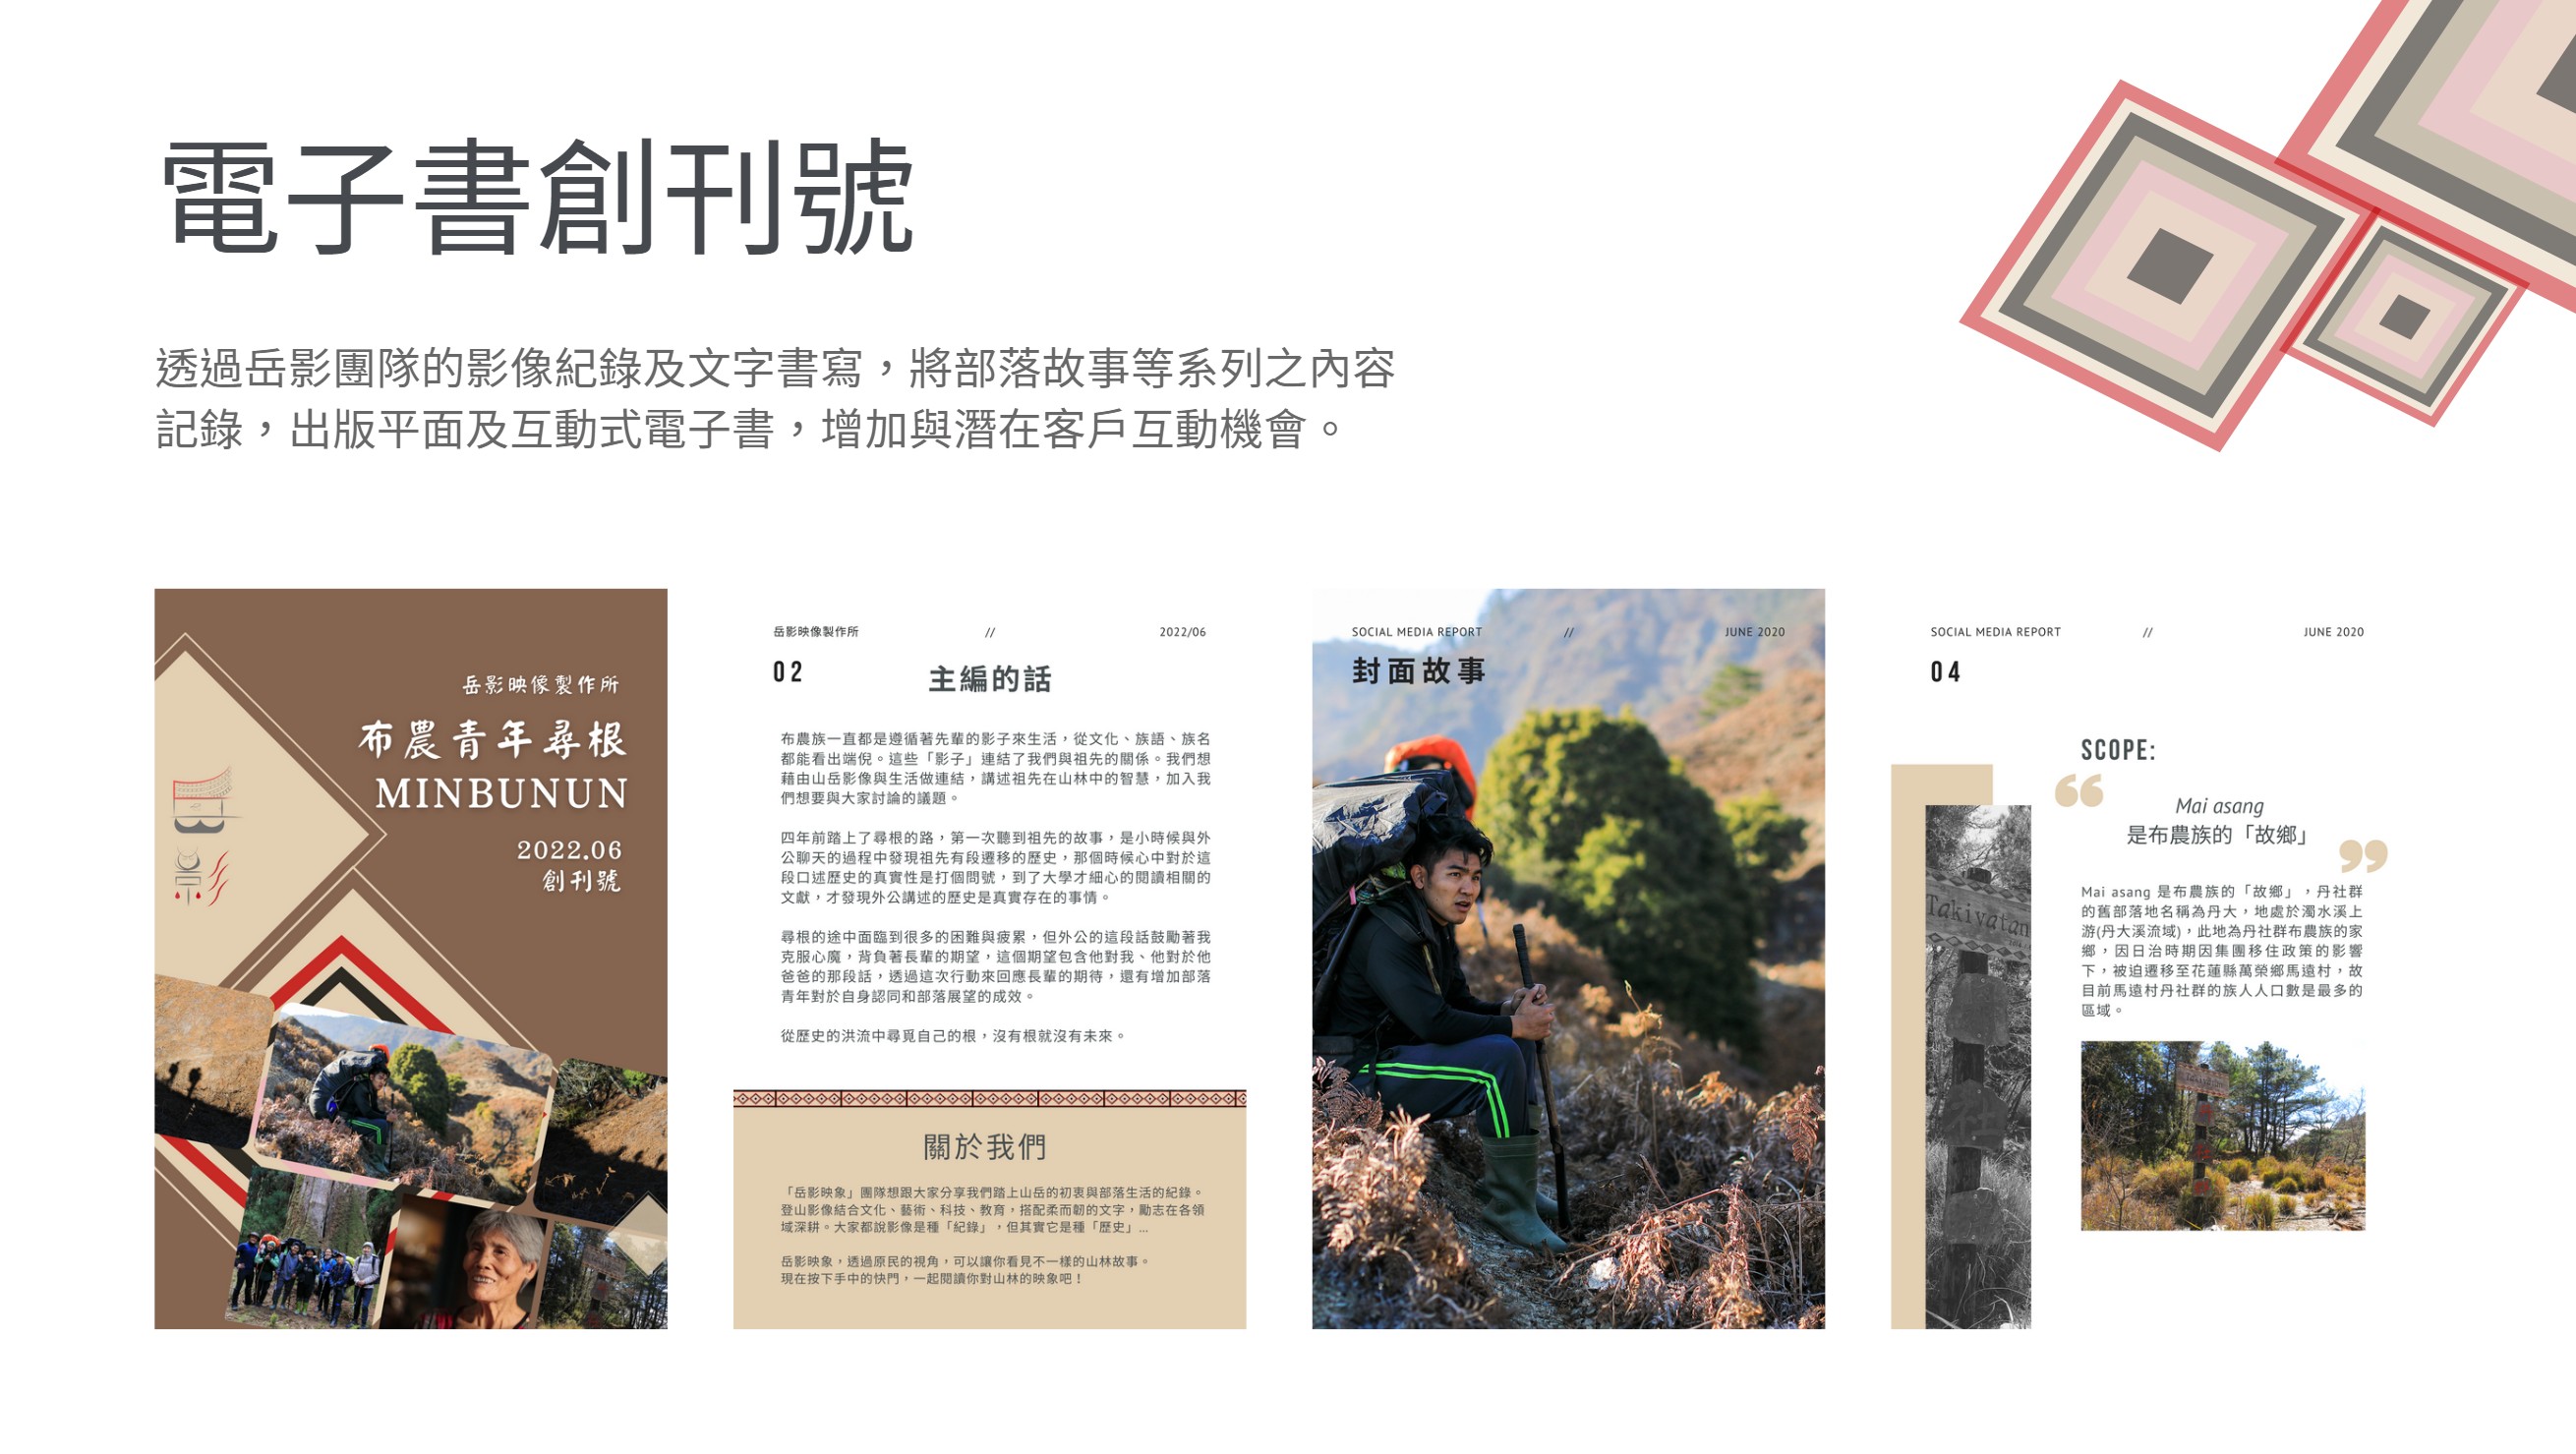 電子書創刊號
透過岳影團隊的影像紀錄及文字書寫，將部落故事等系列之內容
記錄，出版平面及互動式電子書，增加與潛在客戶互動機會。
岳影映像製作所
布農青年尋根
MINBUNUN
2022.06
創刊號
岳影映像製作所 // 2022/06
02
主編的話
布農族一直都是遵循著先輩的影子來生活，從文化、族語、族名
都能看出端倪。這些「影子」連結了我們與祖先的關係。我們想
藉由山岳影像與生活做連結，講述祖先在山林中的智慧，加入我
們想要與大家討論的議題。
四年前踏上了尋根的路，第一次聽到祖先的故事，是小時候與外
公聊天的過程中發現祖先有段遷移的歷史，那個時候心中對於這
段口述歷史的真實性是打個問號，到了大學才細心的閱讀相關的
文獻，才發現外公講述的歷史是真實存在的事情。
尋根的途中面臨到很多的困難與疲累，但外公的這段話鼓勵著我
克服心魔，背負著長輩的期望，這個期望包含他對我、他對於他
爸爸的那段話，透過這次行動來回應長輩的期待，還有增加部落
青年對於自身認同和部落展望的成效。
從歷史的洪流中尋覓自己的根，沒有根就沒有未來。
關於我們
「岳影映象」團隊想跟大家分享我們踏上山岳的初衷與部落生活的紀錄。
登山影像結合文化、藝術、科技、教育，搭配柔而韌的文字，勵志在各領
域深耕。大家都說影像是種「紀錄」，但其實它是種「歷史」...
岳影映象，透過原民的視角，可以讓你看見不一樣的山林故事。
現在按下手中的快門，一起閱讀你對山林的映象吧！
SOCIAL MEDIA REPORT // JUNE 2020
封面故事
SOCIAL MEDIA REPORT // JUNE 2020
04
SCOPE:
“
Mai asang
是布農族的「故鄉」
”
Mai asang 是布農族的「故鄉」，丹社群
的舊部落地名稱為丹大，地處於濁水溪上
游(丹大溪流域)，此地為丹社群布農族的家
鄉，因日治時期因集團移住政策的影響
下，被迫遷移至花蓮縣萬榮鄉馬遠村，故
目前馬遠村丹社群的族人人口數是最多的
區域。
Takivatan
社